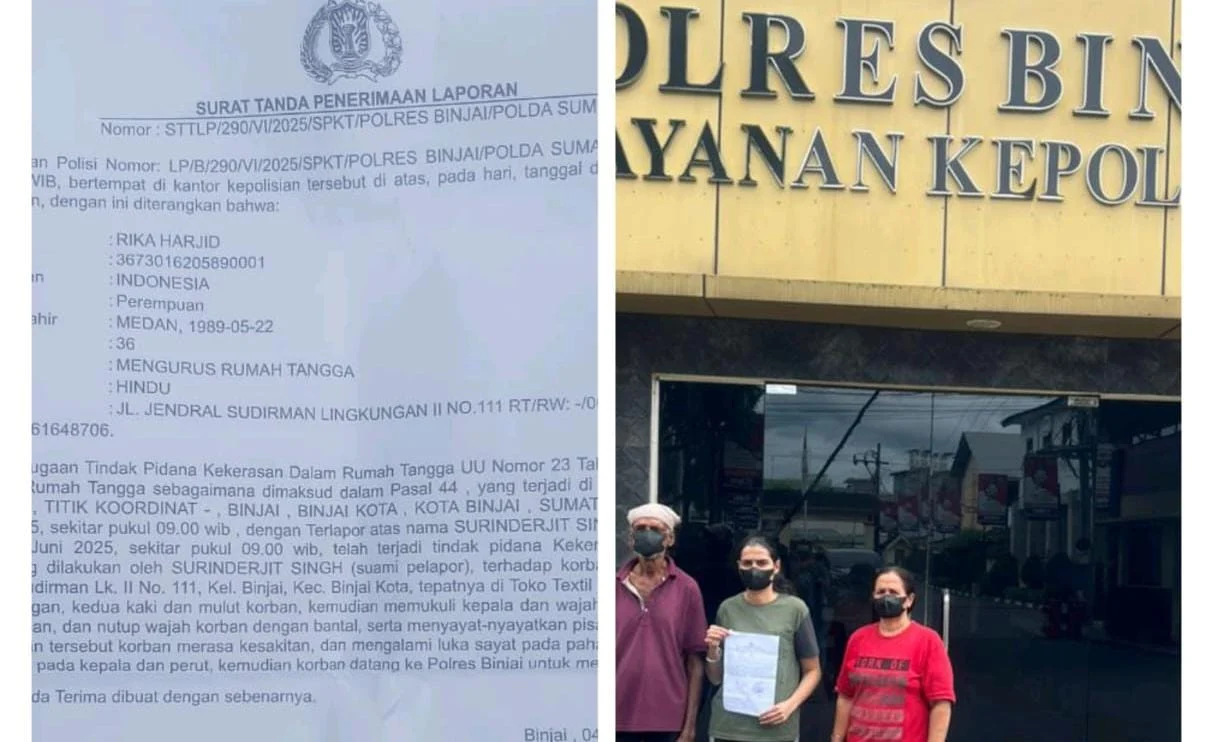 SURAT TANDA PENERIMAAN LAPORAN
Nomor : STTLP/290/VI/2025/SPKT/POLRES BINJAI/POLDA SUMA
an Polisi Nomor: LP/B/290/VI/2025/SPKT/POLRES BINJAI/POLDA SUMA
WIB, bertempat di kantor kepolisian tersebut di atas, pada hari, tanggal d
n, dengan ini diterangkan bahwa:
: RIKA HARJID
: 3673016205890001
an : INDONESIA
: Perempuan
ahir : MEDAN, 1989-05-22
: 36
: MENGURUS RUMAH TANGGA
: HINDU
: JL. JENDRAL SUDIRMAN LINGKUNGAN II NO.111 RT/RW: -/0
61648706.
ugaan Tindak Pidana Kekerasan Dalam Rumah Tangga UU Nomor 23 Tah
Rumah Tangga sebagaimana dimaksud dalam Pasal 44 , yang terjadi di
, TITIK KOORDINAT - , BINJAI , BINJAI KOTA , KOTA BINJAI , SUMAT
5, sekitar pukul 09.00 wib , dengan Terlapor atas nama SURINDERJIT SIN
Juni 2025, sekitar pukul 09.00 wib, telah terjadi tindak pidana Keker
g dilakukan oleh SURINDERJIT SINGH (suami pelapor), terhadap korb
udirman Lk. II No. 111, Kel. Binjai, Kec. Binjai Kota, tepatnya di Toko Textil
ngan, kedua kaki dan mulut korban, kemudian memukuli kepala dan wajah
an, dan nutup wajah korban dengan bantal, serta menyayat-nyayatkan pisa
n tersebut korban merasa kesakitan, dan mengalami luka sayat pada paha
pada kepala dan perut, kemudian korban datang ke Polres Binjai untuk me
da Terima dibuat dengan sebenarnya.
Binjai , 04
OLRES BIN
AYANAN KEPOL